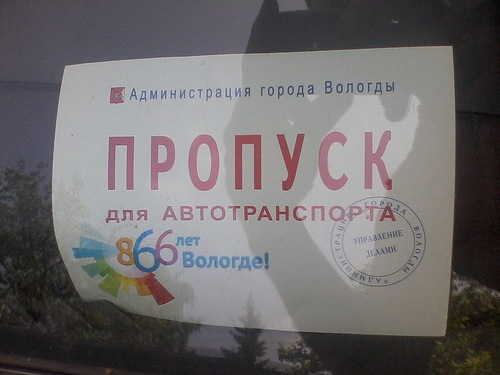 Администрация города Вологды
ПРОПУСК
для АВТОТРАНСПОРТА
866 лет
Вологде!
АДМИНИСТРАЦИЯ ГОРОДА ВОЛОГДЫ
УПРАВЛЕНИЕ
ДЕЛАМИ